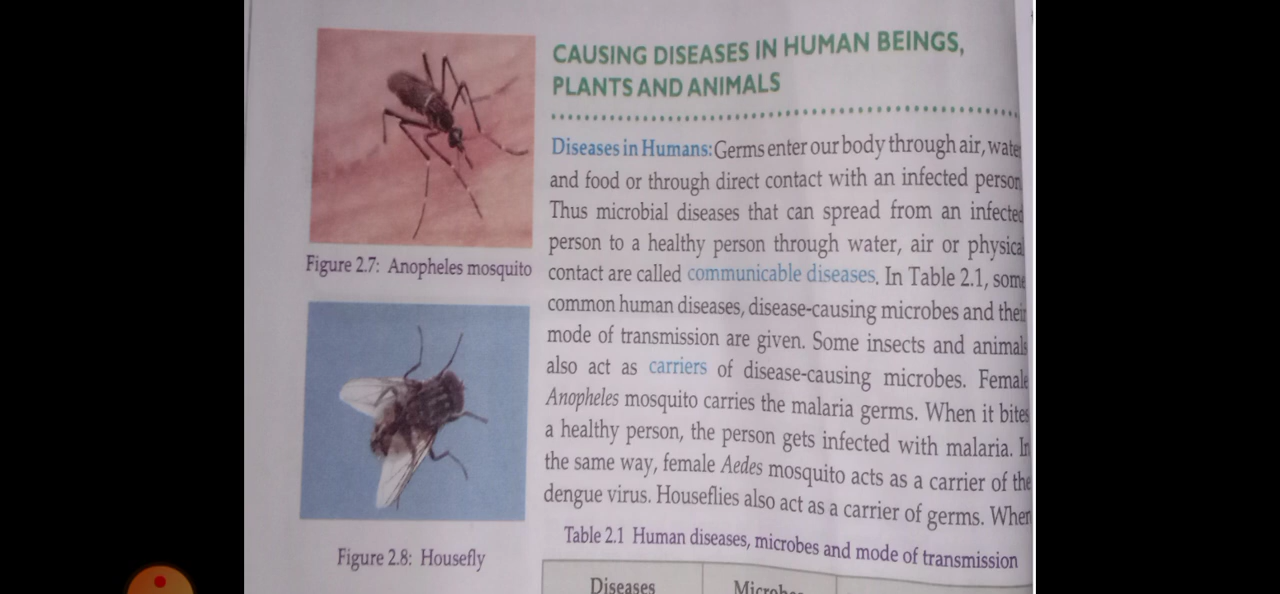 CAUSING DISEASES IN HUMAN BEINGS,
PLANTS AND ANIMALS
Diseases in Humans: Germs enter our body through air, water
and food or through direct contact with an infected person.
Thus microbial diseases that can spread from an infected
person to a healthy person through water, air or physical
contact are called communicable diseases. In Table 2.1, some
common human diseases, disease-causing microbes and their
mode of transmission are given. Some insects and animals
also act as carriers of disease-causing microbes. Female
Anopheles mosquito carries the malaria germs. When it bites
a healthy person, the person gets infected with malaria. In
the same way, female Aedes mosquito acts as a carrier of the
dengue virus. Houseflies also act as a carrier of germs. When
Figure 2.7: Anopheles mosquito
Figure 2.8: Housefly
Table 2.1 Human diseases, microbes and mode of transmission
Diseases
Microbes